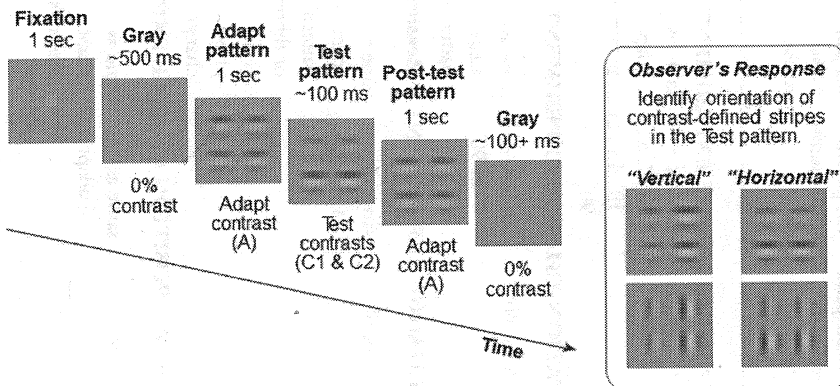 Fixation
1 sec
Gray
~500 ms
0%
contrast
Adapt
pattern
1 sec
Adapt
contrast
(A)
Test
pattern
~100 ms
Test
contrasts
(C1 & C2)
Post-test
pattern
1 sec
Adapt
contrast
(A)
Gray
~100+ ms
0%
contrast
Time
Observer's Response
Identify orientation of
contrast-defined stripes
in the Test pattern.
"Vertical" "Horizontal"